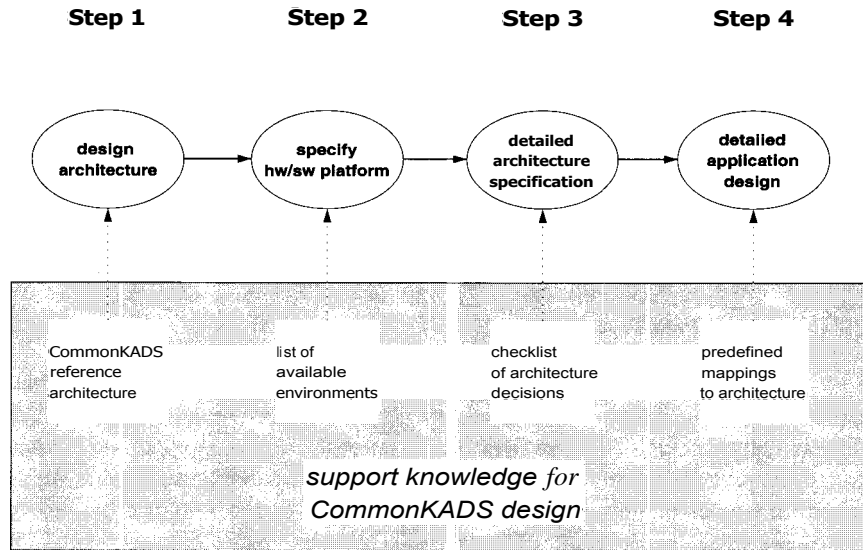 Step 1 Step 2 Step 3 Step 4
design
architecture
specify
hw/sw platform
detailed
architecture
specification
detailed
application
design
CommonKADS
reference
architecture
list of
available
environments
checklist
of architecture
decisions
predefined
mappings
to architecture
support knowledge for
CommonKADS design